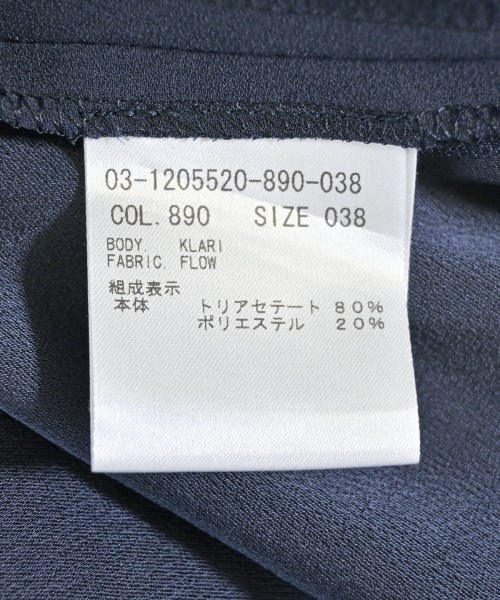 03-1205520-890-038
COL. 890 SIZE 038
BODY. KLARI
FABRIC. FLOW
組成表示
本体 トリアセテート 80%
ポリエステル 20%